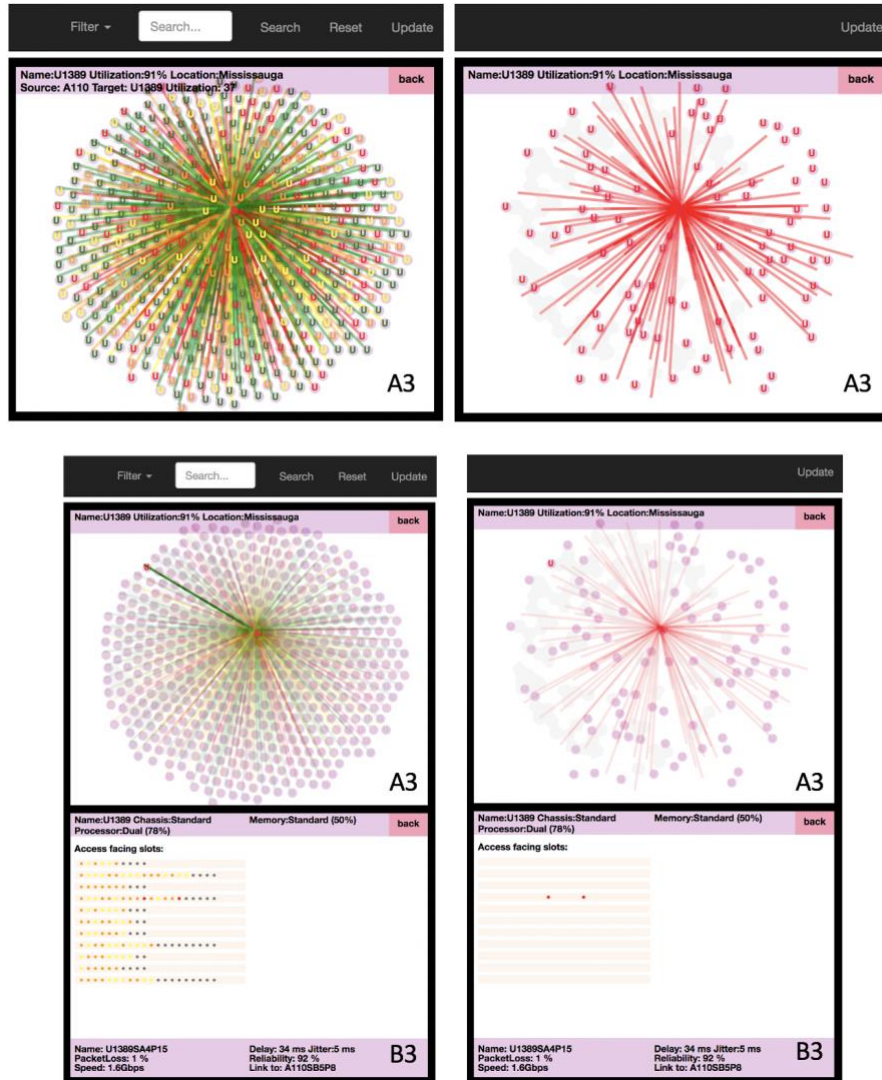 Filter Search... Search Reset Update
Name:U1389 Utilization:91% Location:Mississauga back
Source: A110 Target: U1389 Utilization: 37
A3
Update
Name:U1389 Utilization:91% Location:Mississauga back
A3
Filter Search... Search Reset Update
Name:U1389 Utilization:91% Location:Mississauga back
U
A3
Name:U1389 Chassis:Standard Memory:Standard (50%) back
Processor:Dual (78%)
Access facing slots:
Name: U1389SA4P15 Delay: 34 ms Jitter:5 ms
PacketLoss: 1 % Reliability: 92 %
Speed: 1.6Gbps Link to: A110SB5P8
B3
Update
Name:U1389 Utilization:91% Location:Mississauga back
U
A3
Name:U1389 Chassis:Standard Memory:Standard (50%) back
Processor:Dual (78%)
Access facing slots:
Name: U1389SA4P15 Delay: 34 ms Jitter:5 ms
PacketLoss: 1 % Reliability: 92 %
Speed: 1.6Gbps Link to: A110SB5P8
B3